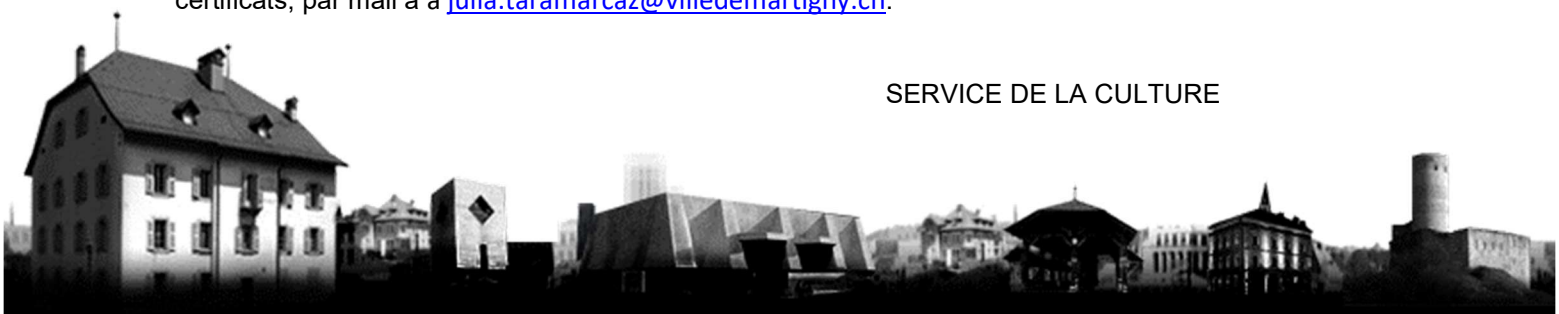 certificats, par mail à à julia.taramarcaz@villedemartigny.ch.
SERVICE DE LA CULTURE